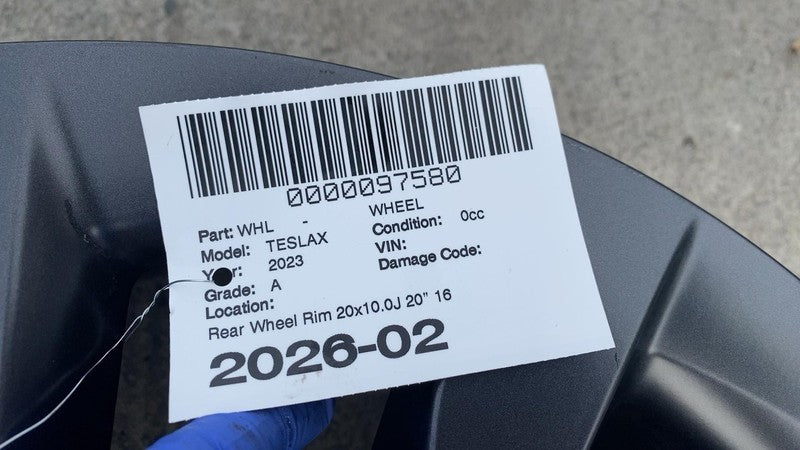 0000097580
Part: WHL - WHEEL
Model: TESLAX Condition: 0cc
Year: 2023 VIN:
Grade: A Damage Code:
Location:
Rear Wheel Rim 20x10.0J 20" 16
2026-02